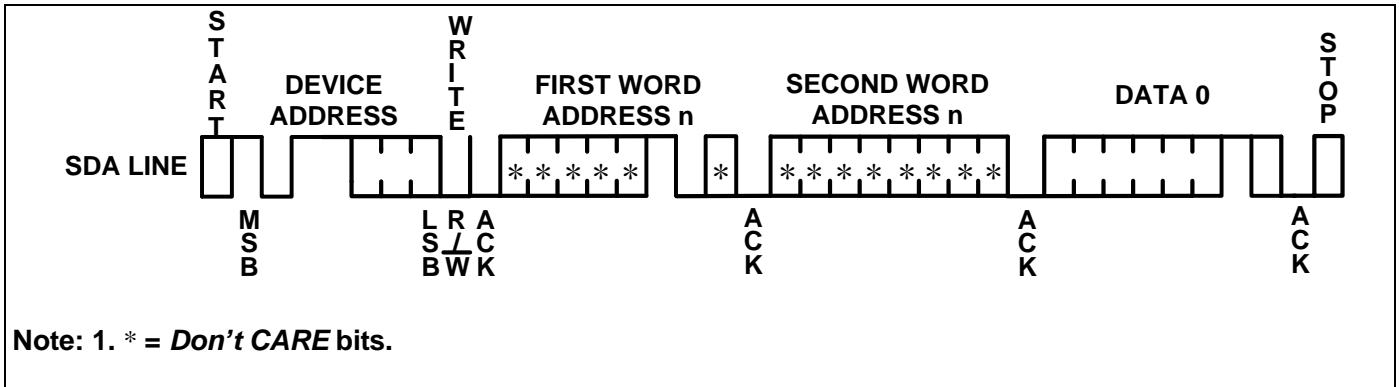 START
WRITE
STOP
DEVICE
ADDRESS
FIRST WORD
ADDRESS n
SECOND WORD
ADDRESS n
DATA 0
SDA LINE
* * * * *
*
* * * * * * * *
MSB
LSB
R/W
ACK
ACK
ACK
ACK
Note: 1. * = Don't CARE bits.